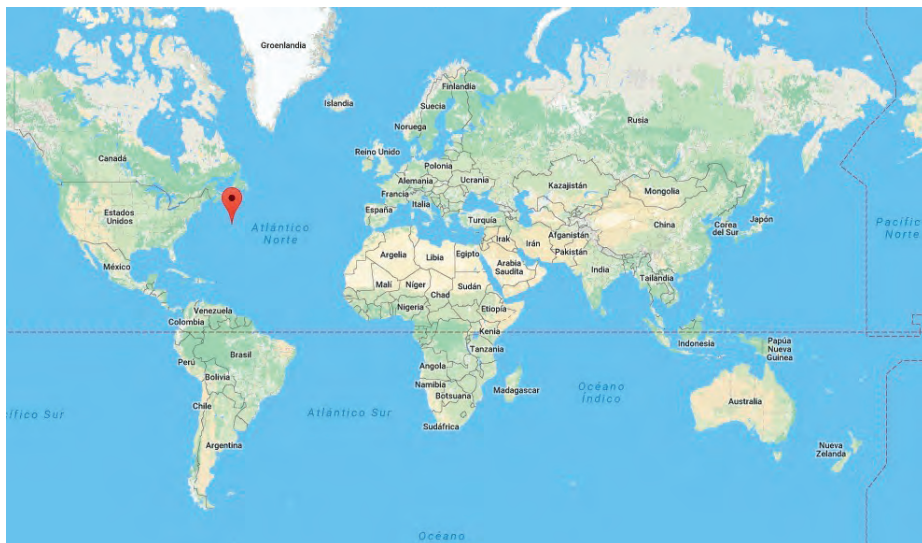 Groenlandia
Islandia
Finlandia
Suecia
Noruega
Rusia
Reino Unido
Canadá
Polonia
Alemania
Ucrania
Kazajistán
Mongolia
Francia
Italia
España
Turquía
Estados
Unidos
Atlántico
Norte
China
Corea
del Sur
Japón
Pacífic
Norte
Afganistán
Irak
Irán
Pakistán
Argelia
Libia
Egipto
Arabia
Saudita
India
México
Malí
Níger
Chad
Sudán
Tailandia
Venezuela
Nigeria
Etiopía
Colombia
Kenia
Indonesia
Papúa
Nueva
Guinea
Perú
Brasil
Tanzania
Bolivia
Angola
Namibia
Botsuana
Madagascar
Océano
Índico
Chile
cífico Sur
Atlántico Sur
Australia
Sudáfrica
Argentina
Nueva
Zelanda
Océano